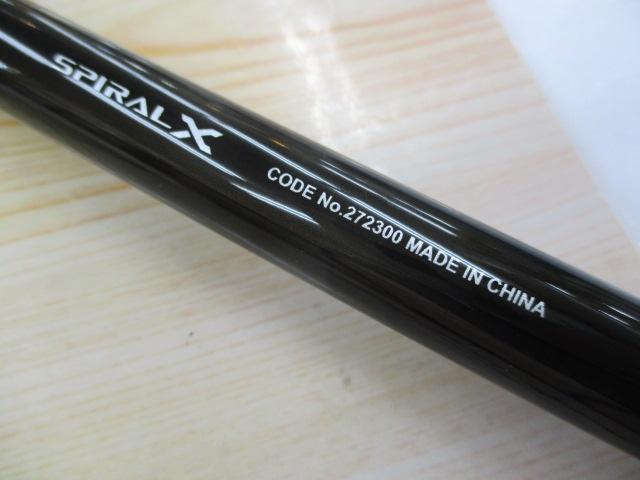 SPIRAL X
CODE No.272300 MADE IN CHINA